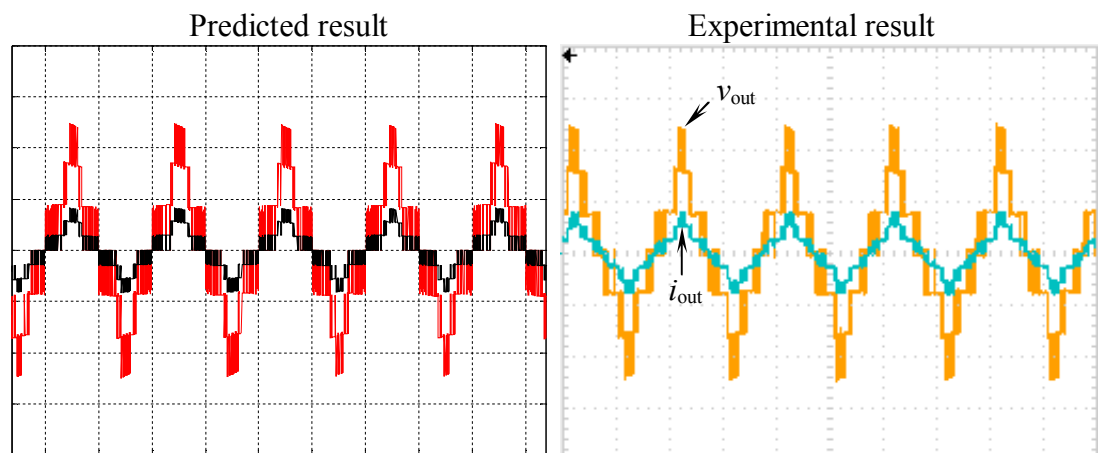 Predicted result
Experimental result
vout
iout